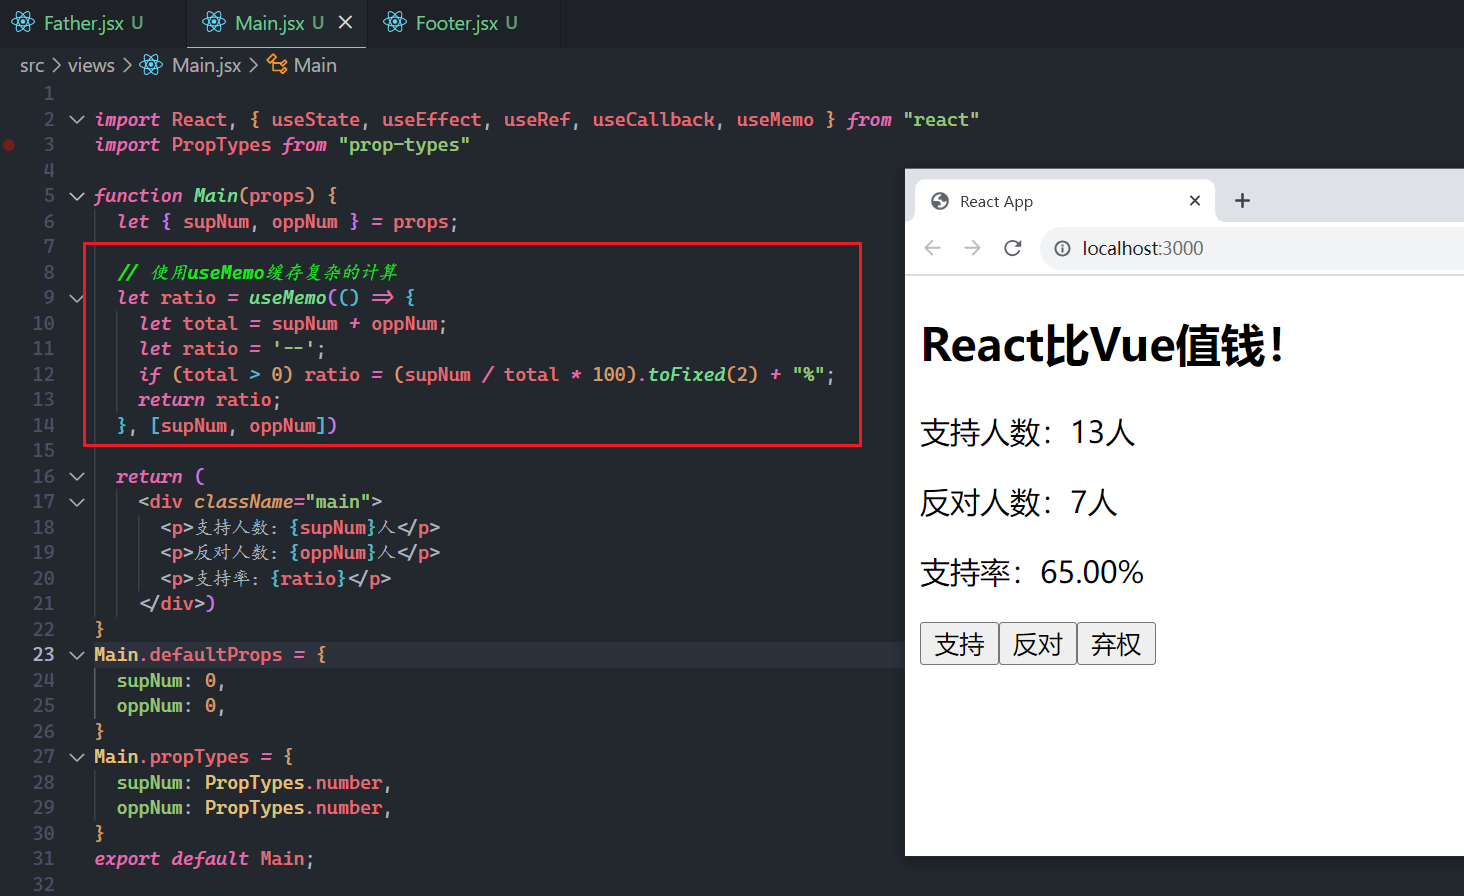 Father.jsx U
Main.jsx U
Footer.jsx U
src > views > Main.jsx > Main
1
2 import React, { useState, useEffect, useRef, useCallback, useMemo } from "react"
3 import PropTypes from "prop-types"
4
5 function Main(props) {
6 let { supNum, oppNum } = props;
7
8 // 使用useMemo缓存复杂的计算
9 let ratio = useMemo(() => {
10 let total = supNum + oppNum;
11 let ratio = '--';
12 if (total > 0) ratio = (supNum / total * 100).toFixed(2) + "%";
13 return ratio;
14 }, [supNum, oppNum])
15
16 return (
17 <div className="main">
18 <p>支持人数：{supNum}人</p>
19 <p>反对人数：{oppNum}人</p>
20 <p>支持率：{ratio}</p>
21 </div>)
22 }
23 Main.defaultProps = {
24 supNum: 0,
25 oppNum: 0,
26 }
27 Main.propTypes = {
28 supNum: PropTypes.number,
29 oppNum: PropTypes.number,
30 }
31 export default Main;
32
React App
localhost:3000
React比Vue值钱！
支持人数：13人
反对人数：7人
支持率：65.00%
支持 反对 弃权